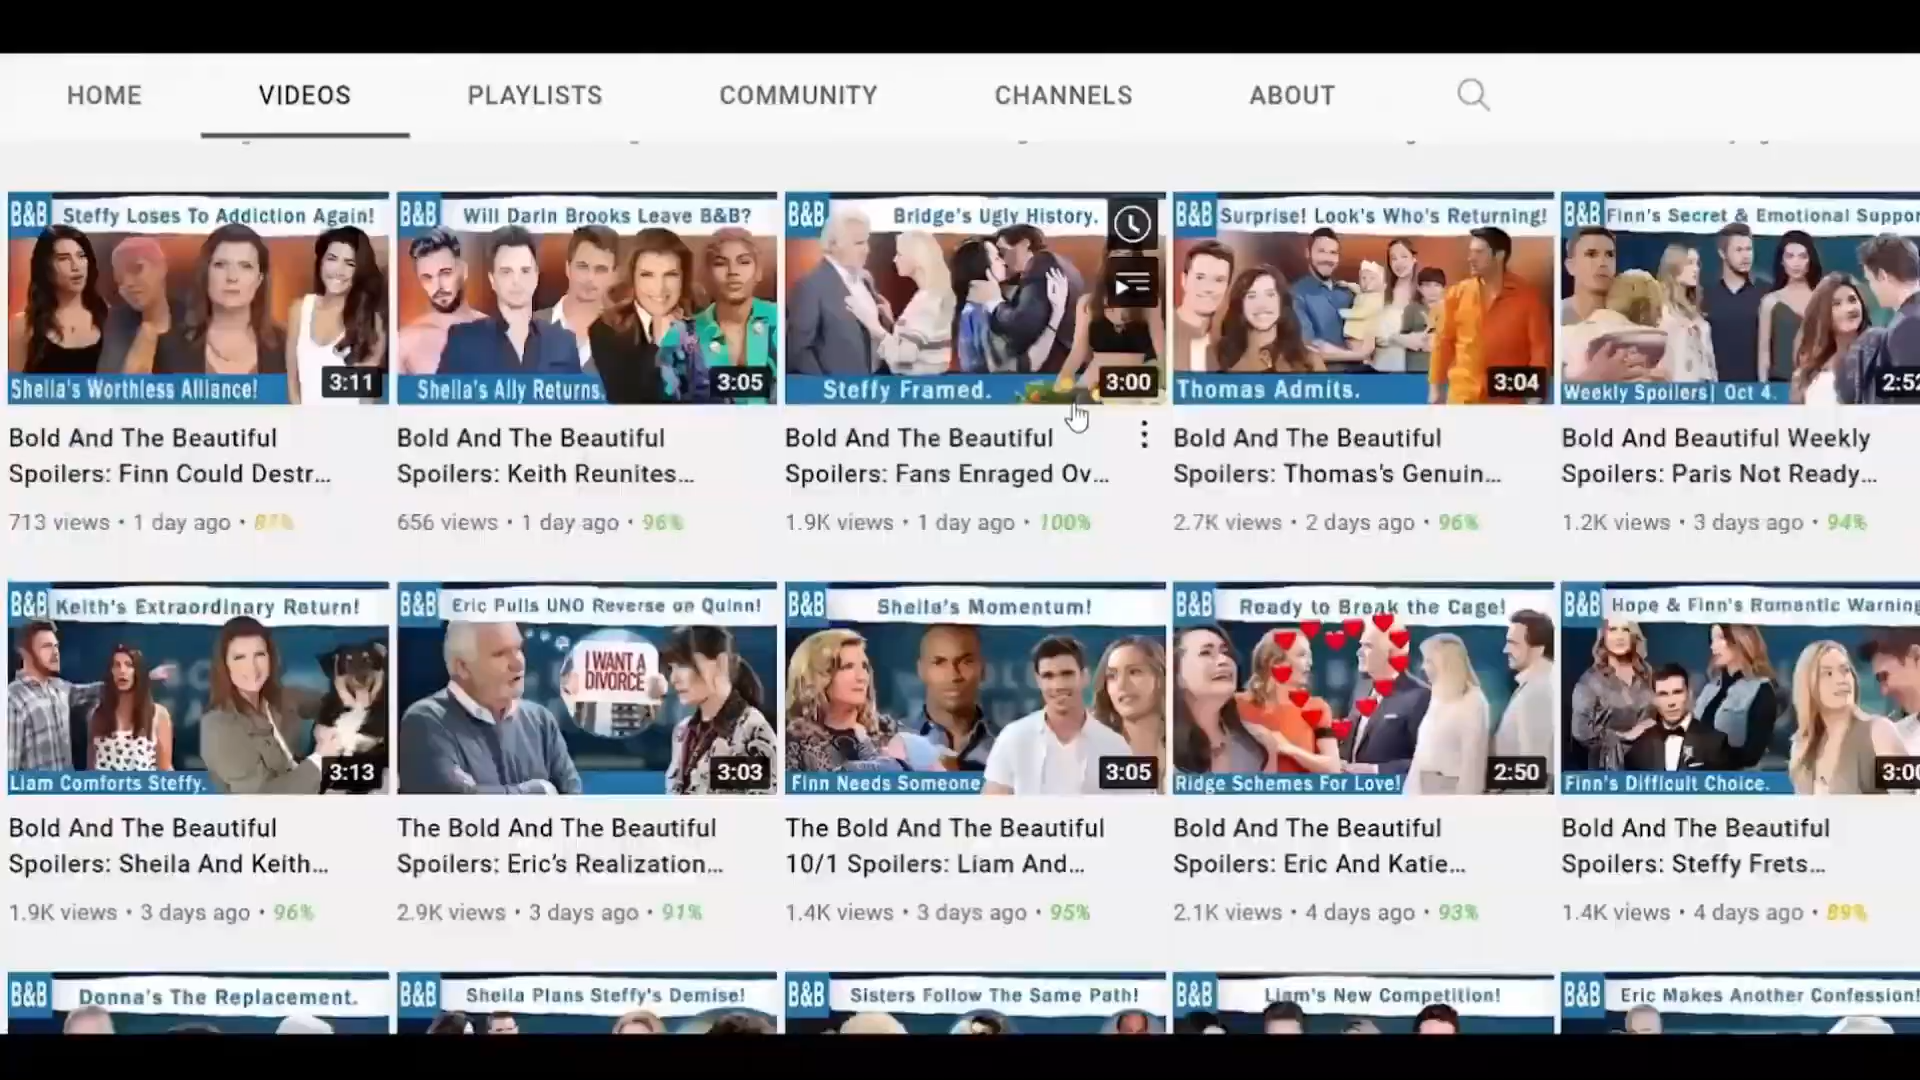 HOME VIDEOS PLAYLISTS COMMUNITY CHANNELS ABOUT
B&B Steffy Loses To Addiction Again!
Sheila's Worthless Alliance!
3:11
B&B Will Darin Brooks Leave B&B?
Sheila's Ally Returns.
3:05
B&B Bridge's Ugly History.
Steffy Framed.
3:00
B&B Surprise! Look's Who's Returning!
Thomas Admits.
3:04
B&B Finn's Secret & Emotional Suppor
Weekly Spoilers| Oct 4.
2:52
Bold And The Beautiful
Spoilers: Finn Could Destr...
713 views • 1 day ago •
Bold And The Beautiful
Spoilers: Keith Reunites...
656 views • 1 day ago • 96%
Bold And The Beautiful
Spoilers: Fans Enraged Ov...
1.9K views • 1 day ago • 100%
Bold And The Beautiful
Spoilers: Thomas's Genuin...
2.7K views • 2 days ago • 96%
Bold And Beautiful Weekly
Spoilers: Paris Not Ready...
1.2K views • 3 days ago • 94%
B&B Keith's Extraordinary Return!
Liam Comforts Steffy.
3:13
B&B Eric Pulls UNO Reverse on Quinn!
I WANT A
DIVORCE
3:03
B&B Sheila's Momentum!
Finn Needs Someone
3:05
B&B Ready to Break the Cage!
Ridge Schemes For Love!
2:50
B&B Hope & Finn's Romantic Warning
Finn's Difficult Choice.
3:00
Bold And The Beautiful
Spoilers: Sheila And Keith...
1.9K views • 3 days ago • 96%
The Bold And The Beautiful
Spoilers: Eric's Realization...
2.9K views • 3 days ago • 91%
The Bold And The Beautiful
10/1 Spoilers: Liam And...
1.4K views • 3 days ago • 95%
Bold And The Beautiful
Spoilers: Eric And Katie...
2.1K views • 4 days ago • 93%
Bold And The Beautiful
Spoilers: Steffy Frets...
1.4K views • 4 days ago • 89%
B&B Donna's The Replacement.
B&B Sheila Plans Steffy's Demise!
B&B Sisters Follow The Same Path!
B&B Liam's New Competition!
B&B Eric Makes Another Confession!